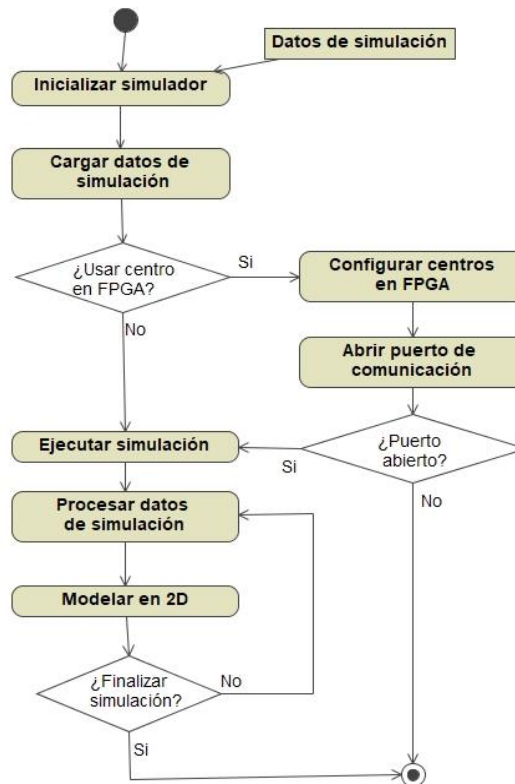 Datos de simulación
Inicializar simulador
Cargar datos de
simulación
¿Usar centro
en FPGA?
Si
No
Configurar centros
en FPGA
Abrir puerto de
comunicación
¿Puerto
abierto?
Si
No
Ejecutar simulación
Procesar datos
de simulación
Modelar en 2D
¿Finalizar
simulación?
No
Si